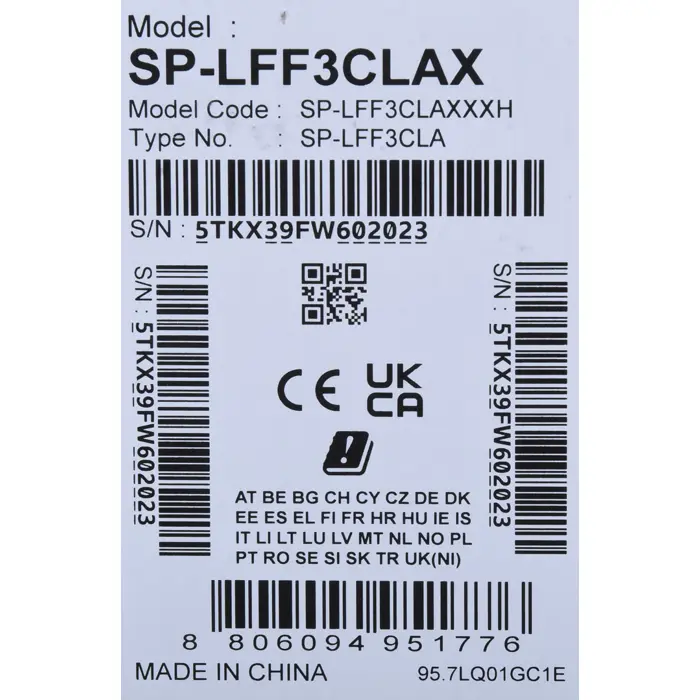 Model :
SP-LFF3CLAX
Model Code : SP-LFF3CLAXXXH
Type No. : SP-LFF3CLA
S/N : 5TKX39FW602023
S/N : 5TKX39FW602023
S/N : 5TKX39FW602023
CE
UK
CA
!
AT BE BG CH CY CZ DE DK
EE ES EL FI FR HR HU IE IS
IT LI LT LU LV MT NL NO PL
PT RO SE SI SK TR UK(NI)
8 806094 951776
MADE IN CHINA 95.7LQ01GC1E